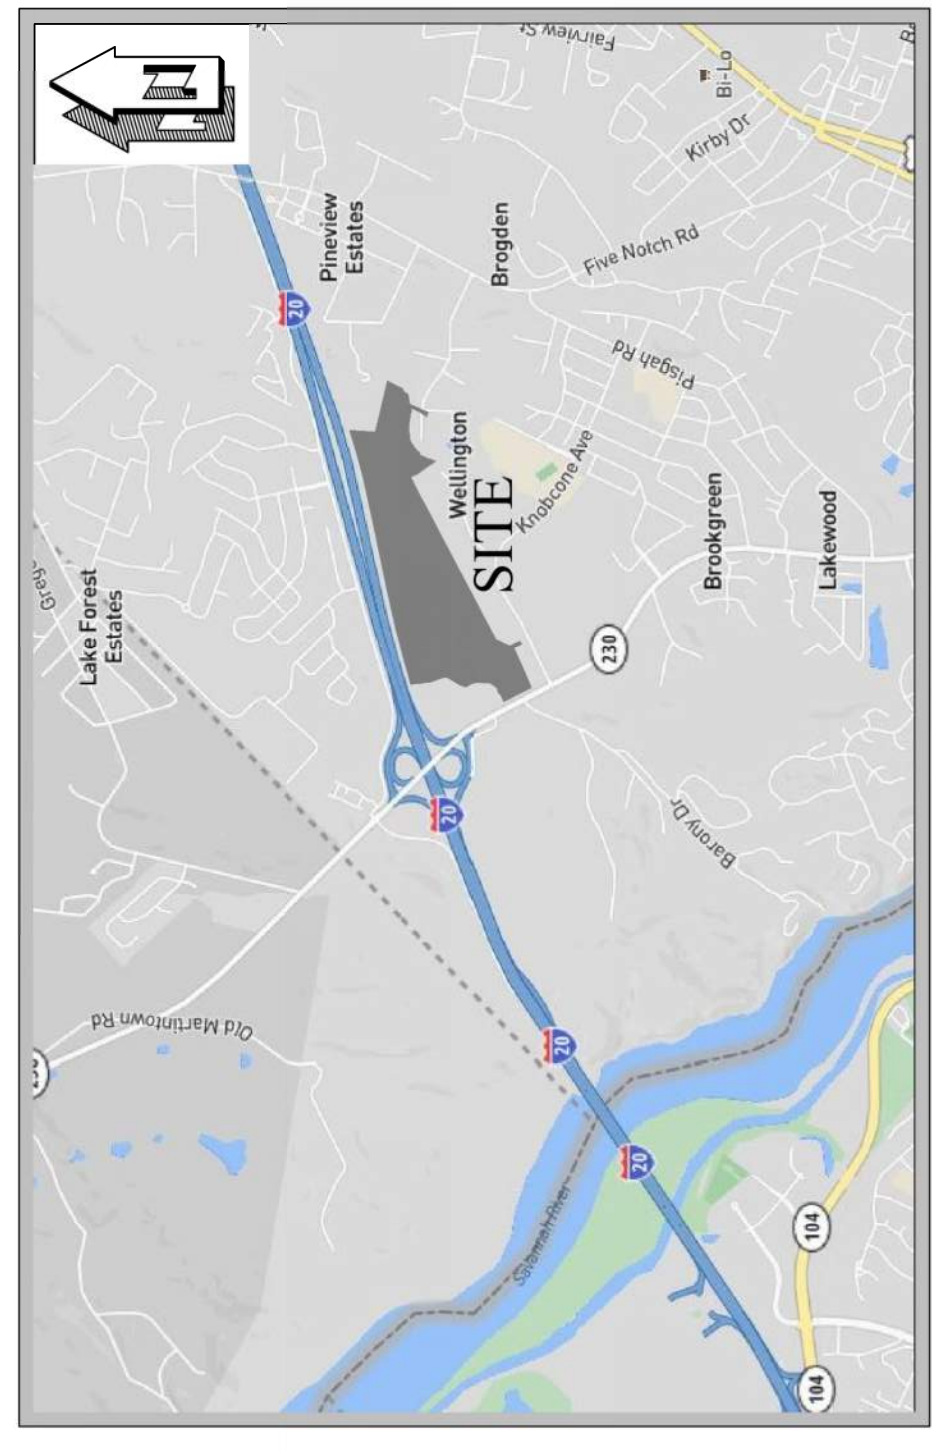 N
Fairview St
Bi-Lo
Kirby Dr
Pineview
Estates
Brogden
Five Notch Rd
20
Pisgah Rd
Wellington
SITE
Knobcone Ave
Brookgreen
Lakewood
Lake Forest
Estates
230
20
Barony Dr
Old Martintown Rd
20
20
Savannah River
104
104